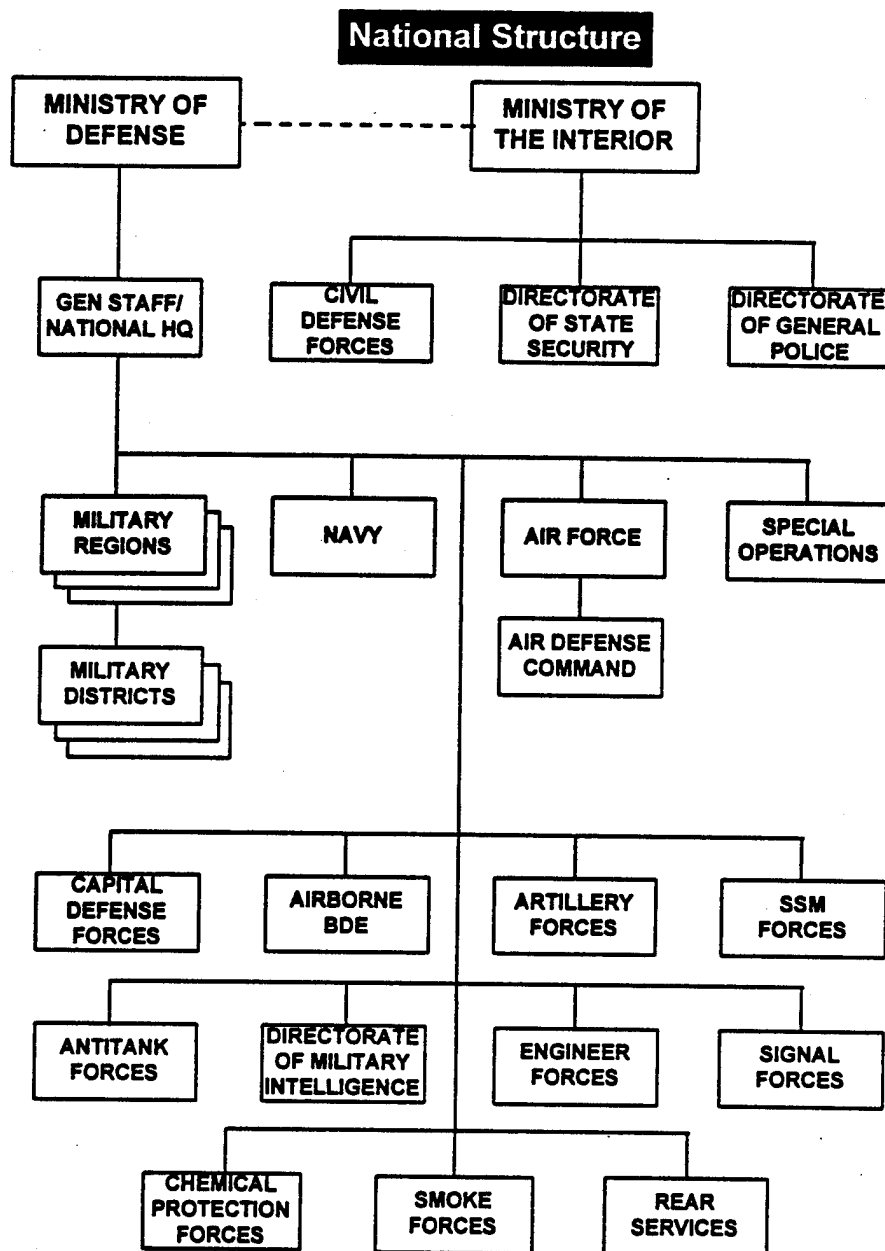 National Structure
MINISTRY OF
DEFENSE
MINISTRY OF
THE INTERIOR
GEN STAFF/
NATIONAL HQ
CIVIL
DEFENSE
FORCES
DIRECTORATE
OF STATE
SECURITY
DIRECTORATE
OF GENERAL
POLICE
MILITARY
REGIONS
NAVY
AIR FORCE
SPECIAL
OPERATIONS
MILITARY
DISTRICTS
AIR DEFENSE
COMMAND
CAPITAL
DEFENSE
FORCES
AIRBORNE
BDE
ARTILLERY
FORCES
SSM
FORCES
ANTITANK
FORCES
DIRECTORATE
OF MILITARY
INTELLIGENCE
ENGINEER
FORCES
SIGNAL
FORCES
CHEMICAL
PROTECTION
FORCES
SMOKE
FORCES
REAR
SERVICES